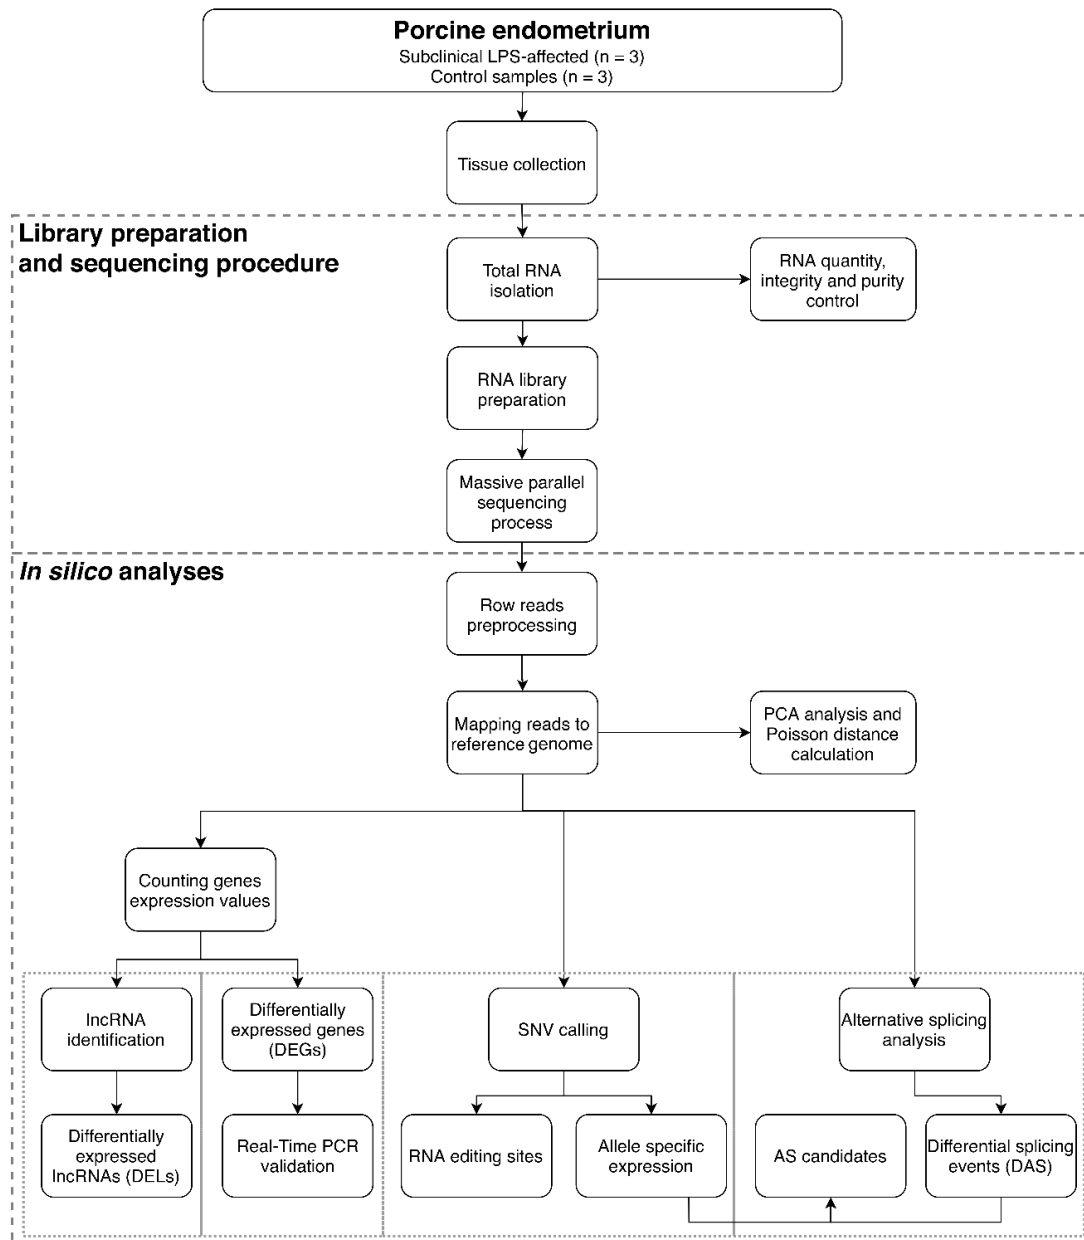 Porcine endometrium
Subclinical LPS-affected (n = 3)
Control samples (n = 3)
Tissue collection
Library preparation
and sequencing procedure
Total RNA
isolation
RNA quantity,
integrity and purity
control
RNA library
preparation
Massive parallel
sequencing
process
In silico analyses
Row reads
preprocessing
Mapping reads to
reference genome
PCA analysis and
Poisson distance
calculation
Counting genes
expression values
lncRNA
identification
Differentially
expressed genes
(DEGs)
SNV calling
Alternative splicing
analysis
Differentially
expressed
lncRNAs (DELs)
Real-Time PCR
validation
RNA editing sites
Allele specific
expression
AS candidates
Differential splicing
events (DAS)